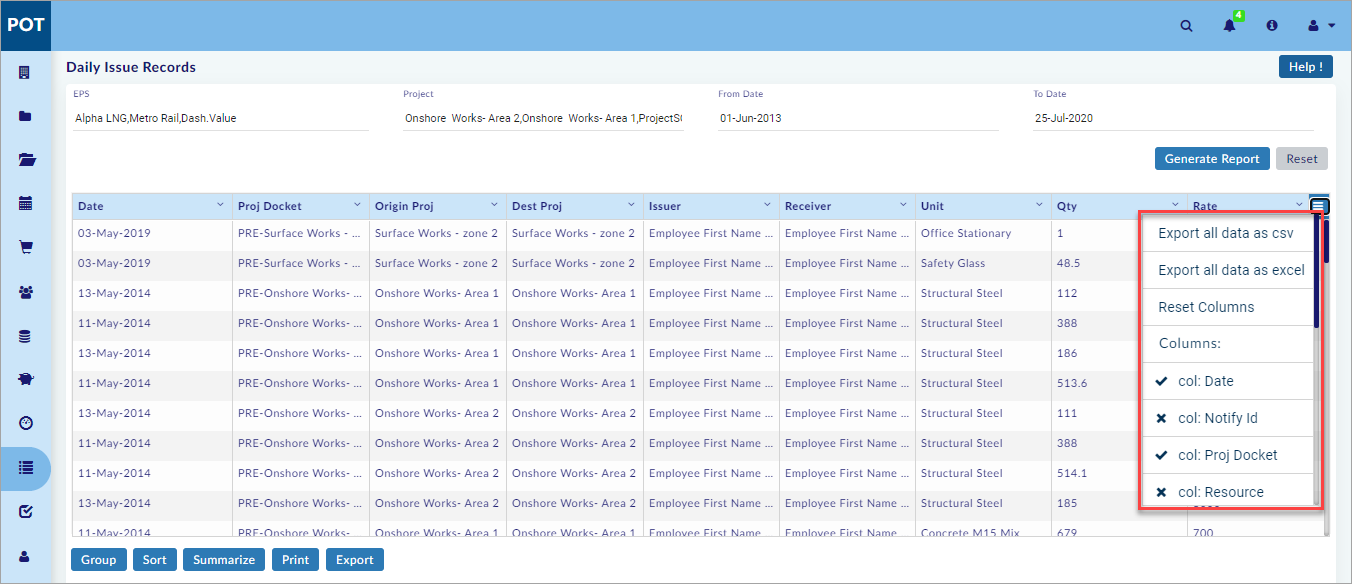 POT
4
Daily Issue Records
Help !
EPS Project From Date To Date
Alpha LNG,Metro Rail,Dash.Value Onshore Works- Area 2,Onshore Works- Area 1, 01-Jun-2013 25-Jul-2020
Generate Report Reset
Date Proj Docket Origin Proj Dest Proj Issuer Receiver Unit Qty Rate
03-May-2019 PRE-Surface Works - ... Surface Works - zone 2 Surface Works - zone 2 Employee First Name ... Employee First Name ... Office Stationary 1
03-May-2019 PRE-Surface Works - ... Surface Works - zone 2 Surface Works - zone 2 Employee First Name ... Employee First Name ... Safety Glass 48.5
13-May-2014 PRE-Onshore Works- ... Onshore Works- Area 1 Onshore Works- Area 1 Employee First Name ... Employee First Name ... Structural Steel 112
11-May-2014 PRE-Onshore Works- ... Onshore Works- Area 1 Onshore Works- Area 1 Employee First Name ... Employee First Name ... Structural Steel 388
13-May-2014 PRE-Onshore Works- ... Onshore Works- Area 1 Onshore Works- Area 1 Employee First Name ... Employee First Name ... Structural Steel 186
11-May-2014 PRE-Onshore Works- ... Onshore Works- Area 1 Onshore Works- Area 1 Employee First Name ... Employee First Name ... Structural Steel 513.6
13-May-2014 PRE-Onshore Works- ... Onshore Works- Area 2 Onshore Works- Area 2 Employee First Name ... Employee First Name ... Structural Steel 111
11-May-2014 PRE-Onshore Works- ... Onshore Works- Area 2 Onshore Works- Area 2 Employee First Name ... Employee First Name ... Structural Steel 388
11-May-2014 PRE-Onshore Works- ... Onshore Works- Area 2 Onshore Works- Area 2 Employee First Name ... Employee First Name ... Structural Steel 514.1
13-May-2014 PRE-Onshore Works- ... Onshore Works- Area 2 Onshore Works- Area 2 Employee First Name ... Employee First Name ... Structural Steel 185
11-May-2014 PRE-Onshore Works- ... Onshore Works- Area 2 Onshore Works- Area 2 Employee First Name ... Employee First Name ... Concrete M15 Mix 679 700
Export all data as csv
Export all data as excel
Reset Columns
Columns:
col: Date
col: Notify Id
col: Proj Docket
col: Resource
Group Sort Summarize Print Export